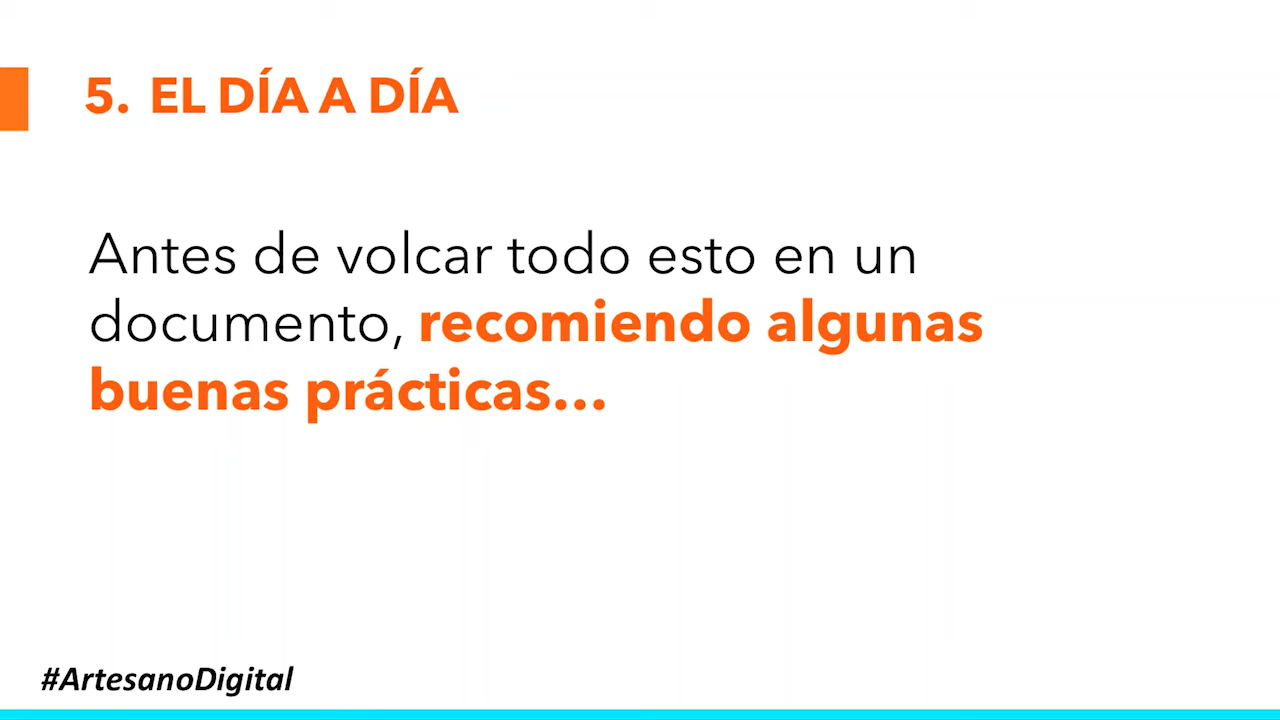 5. EL DÍA A DÍA
Antes de volcar todo esto en un
documento, recomiendo algunas
buenas prácticas...
#ArtesanoDigital